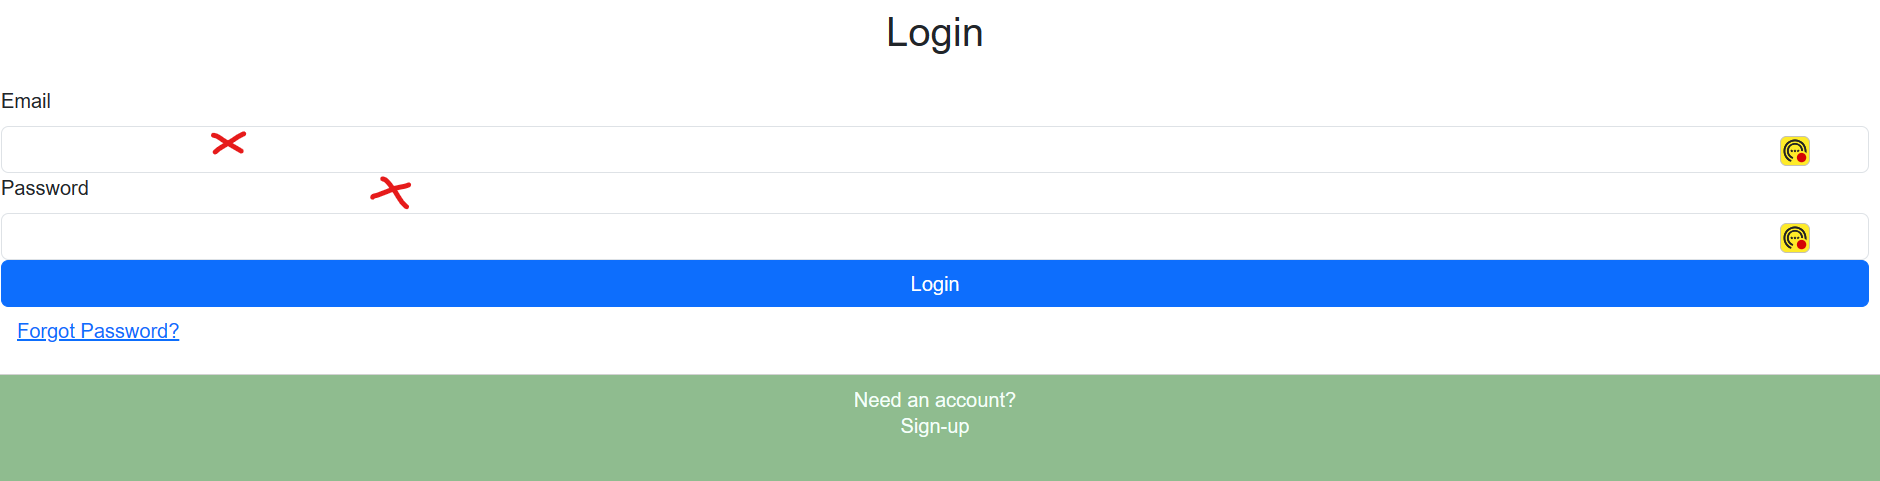 Login
Email
Password
Login
Forgot Password?
Need an account?
Sign-up